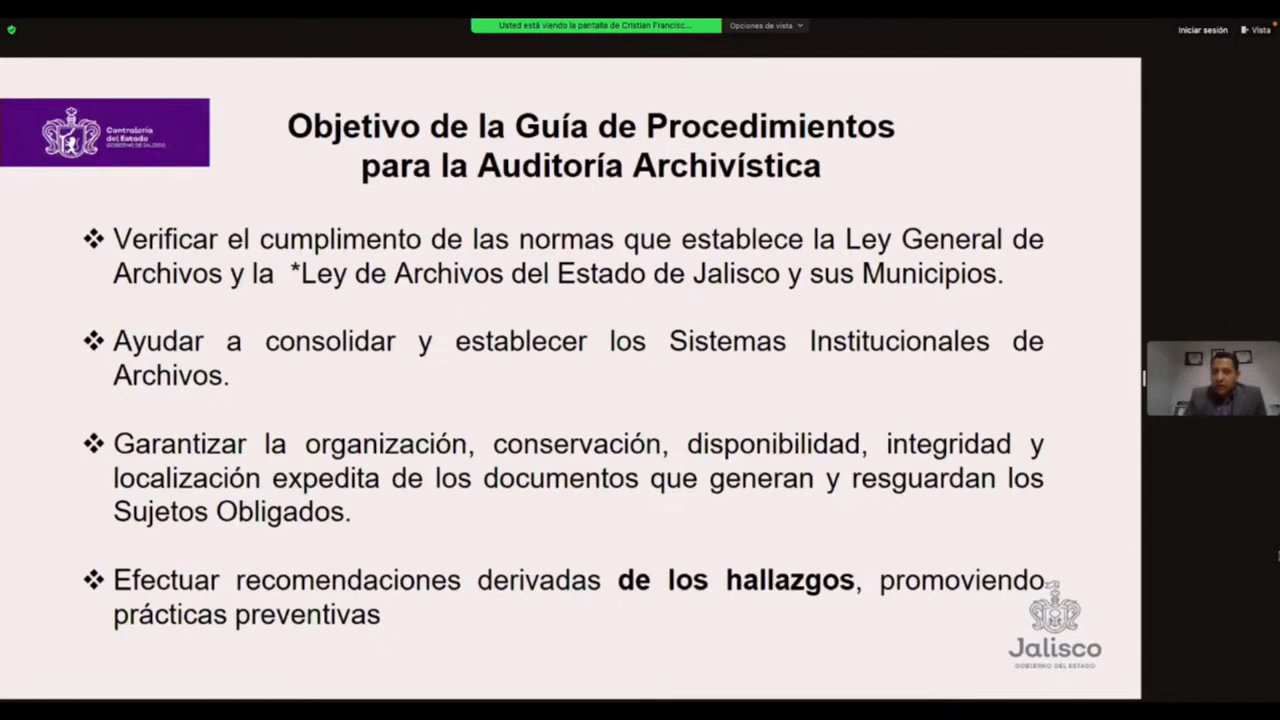 Usted está viendo la pantalla de Cristian Francisc...
Opciones de vista
Iniciar sesión
Vista
Contraloría
del Estado
GOBIERNO DE JALISCO
Objetivo de la Guía de Procedimientos
para la Auditoría Archivística
❖ Verificar el cumplimento de las normas que establece la Ley General de
Archivos y la *Ley de Archivos del Estado de Jalisco y sus Municipios.
❖ Ayudar a consolidar y establecer los Sistemas Institucionales de
Archivos.
❖ Garantizar la organización, conservación, disponibilidad, integridad y
localización expedita de los documentos que generan y resguardan los
Sujetos Obligados.
❖ Efectuar recomendaciones derivadas de los hallazgos, promoviendo
prácticas preventivas
Jalisco
GOBIERNO DEL ESTADO